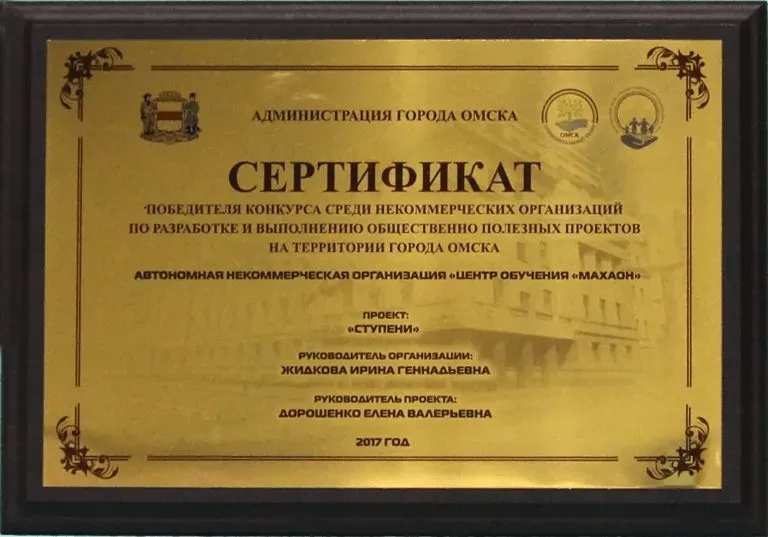 АДМИНИСТРАЦИЯ ГОРОДА ОМСКА
ОМСК
СЕРТИФИКАТ
ПОБЕДИТЕЛЯ КОНКУРСА СРЕДИ НЕКОММЕРЧЕСКИХ ОРГАНИЗАЦИЙ
ПО РАЗРАБОТКЕ И ВЫПОЛНЕНИЮ ОБЩЕСТВЕННО ПОЛЕЗНЫХ ПРОЕКТОВ
НА ТЕРРИТОРИИ ГОРОДА ОМСКА
АВТОНОМНАЯ НЕКОММЕРЧЕСКАЯ ОРГАНИЗАЦИЯ «ЦЕНТР ОБУЧЕНИЯ «МАХАОН»
ПРОЕКТ:
«СТУПЕНИ»
РУКОВОДИТЕЛЬ ОРГАНИЗАЦИИ:
ЖИДКОВА ИРИНА ГЕННАДЬЕВНА
РУКОВОДИТЕЛЬ ПРОЕКТА:
ДОРОШЕНКО ЕЛЕНА ВАЛЕРЬЕВНА
2017 ГОД